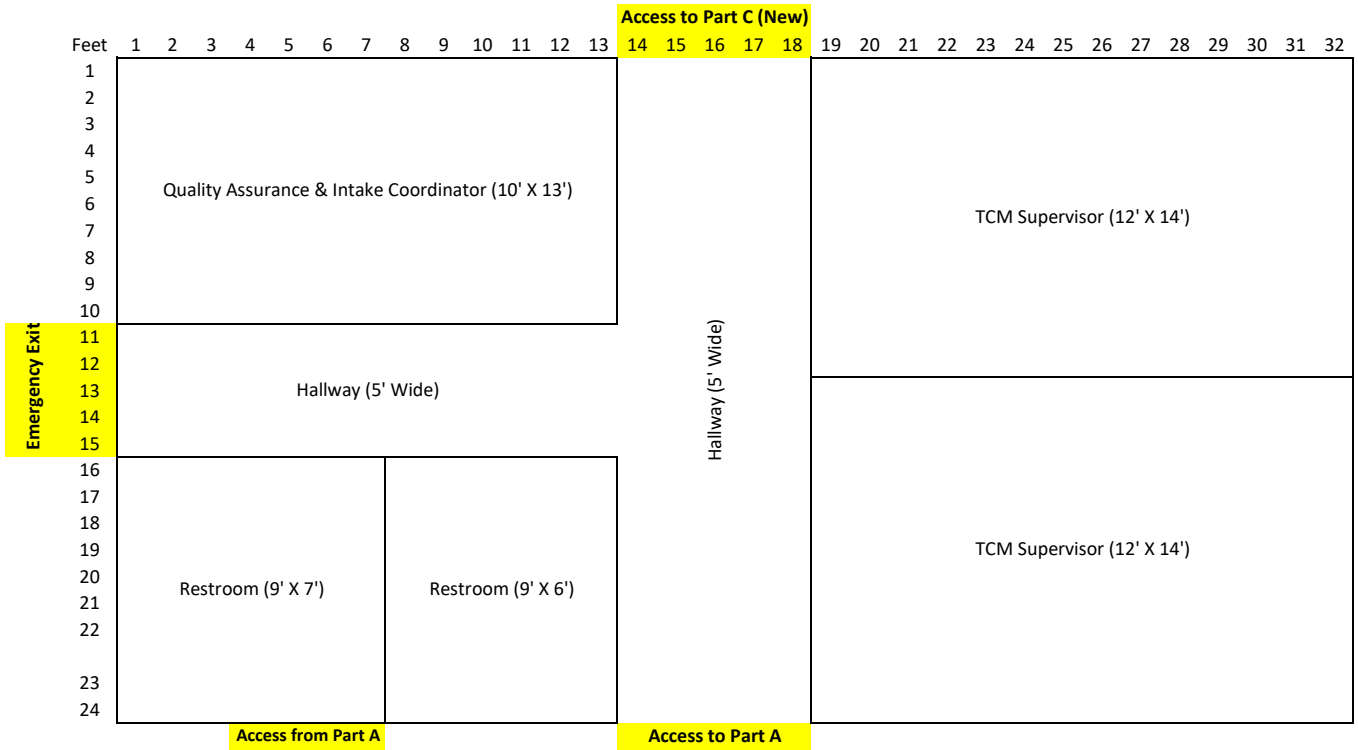 Access to Part C (New)
Feet 1 2 3 4 5 6 7 8 9 10 11 12 13 14 15 16 17 18 19 20 21 22 23 24 25 26 27 28 29 30 31 32
1
2
3
4
5
Quality Assurance & Intake Coordinator (10' X 13')
6
TCM Supervisor (12' X 14')
7
8
9
10
Emergency Exit
11
12
13
14
15
Hallway (5' Wide)
Hallway (5' Wide)
16
17
18
19
TCM Supervisor (12' X 14')
20
Restroom (9' X 7') Restroom (9' X 6')
21
22
23
24
Access from Part A Access to Part A